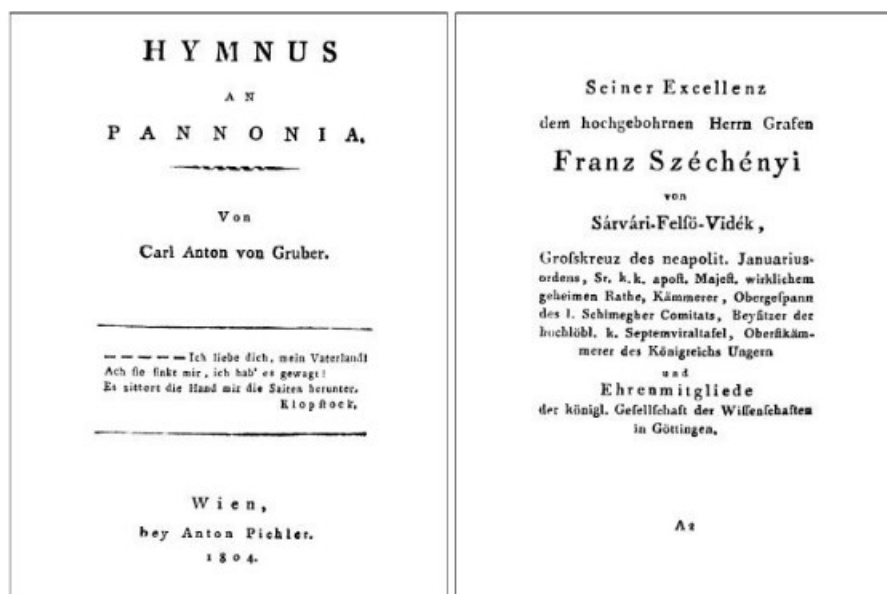 HYMNUS
AN
PANNONIA.
Von
Carl Anton von Gruber.
— — — — — Ich liebe dich, mein Vaterland!
Ach sie sinkt mir, ich hab' es gewagt!
Es zittert die Hand mir die Saiten herunter.
Klopstock.
Wien,
bey Anton Pichler.
1804.
Seiner Excellenz
dem hochgebohrnen Herrn Grafen
Franz Széchényi
von
Sárvári-Felső-Vidék,
Groſskreuz des neapolit. Januarius-
ordens, Sr. k.k. apoſt. Majeſt. wirklichem
geheimen Rathe, Kämmerer, Obergeſpann
des l. Schimegher Comitats, Beyſitzer der
hochlöbl. k. Septemviraltafel, Oberſtkäm-
merer des Königreichs Ungern
und
Ehrenmitgliede
der königl. Geſellſchaft der Wiſſenſchaften
in Göttingen.
A2